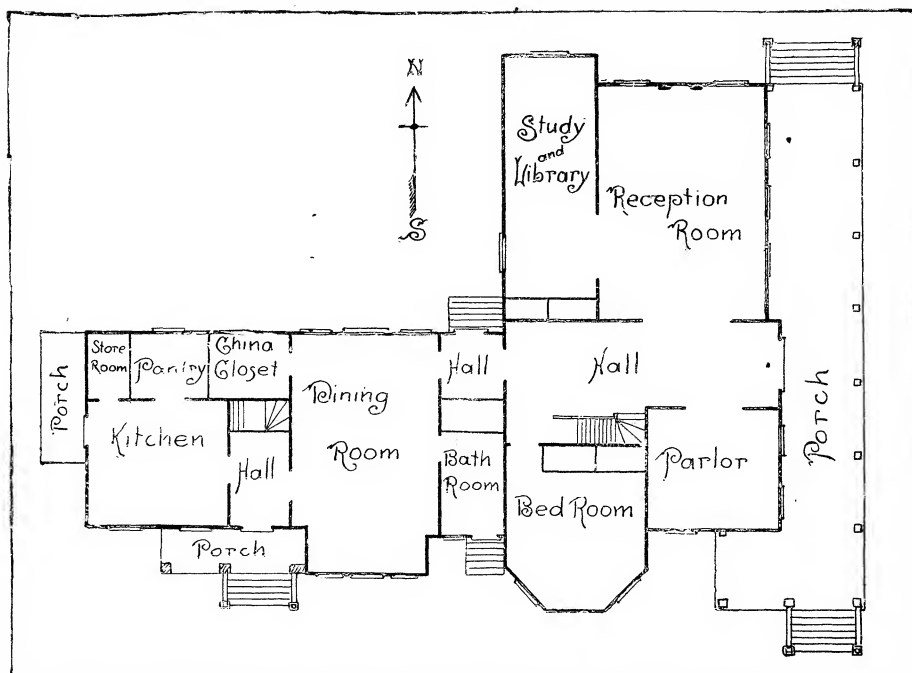 N
S
Study
and
Library
Reception
Room
Store
Room
Pantry
China
Closet
Hall
Hall
Porch
Dining
Room
Kitchen
Hall
Bath
Room
Parlor
Porch
Bed Room
Porch